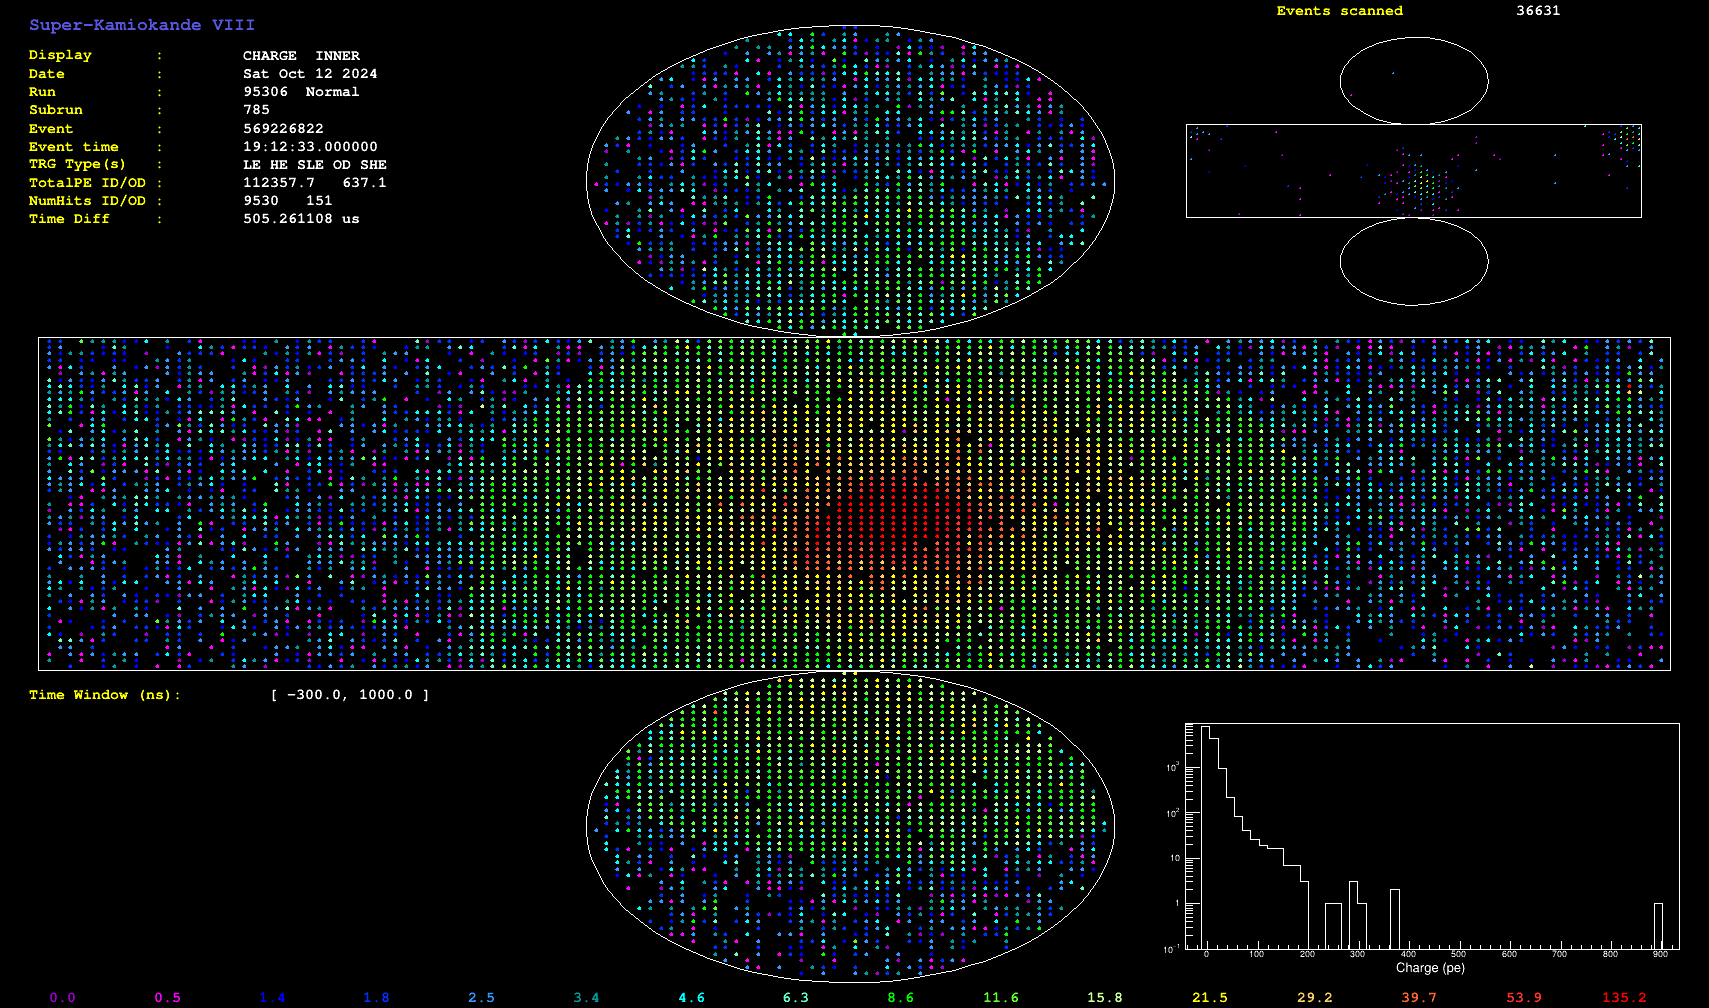 Super-Kamiokande VIII
Display : CHARGE INNER
Date : Sat Oct 12 2024
Run : 95306 Normal
Subrun : 785
Event : 569226822
Event time : 19:12:33.000000
TRG Type(s) : LE HE SLE OD SHE
TotalPE ID/OD : 112357.7 637.1
NumHits ID/OD : 9530 151
Time Diff : 505.261108 us
Events scanned 36631
Time Window (ns): [ -300.0, 1000.0 ]
10³
10²
10
1
10⁻¹
0 100 200 300 400 500 600 700 800 900
Charge (pe)
0.0 0.5 1.4 1.8 2.5 3.4 4.6 6.3 8.6 11.6 15.8 21.5 29.2 39.7 53.9 135.2